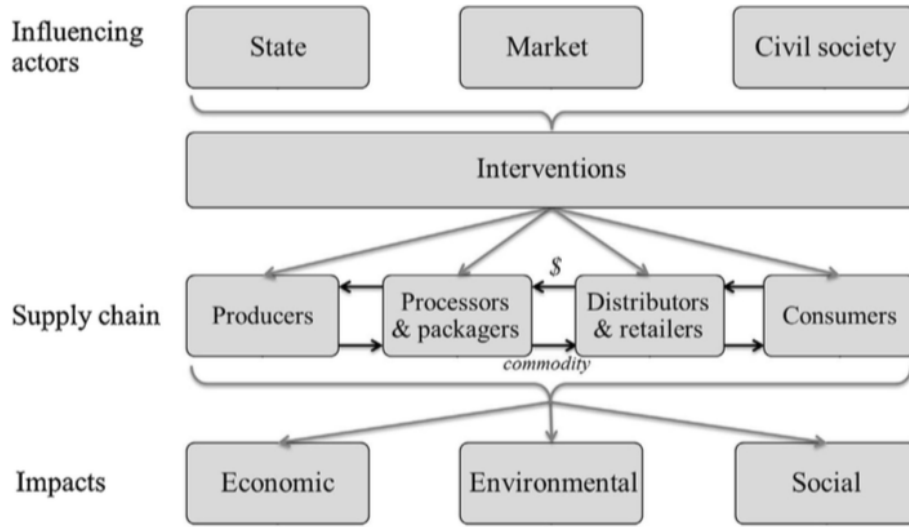 Influencing
actors
State
Market
Civil society
Interventions
$
Supply chain
Producers
Processors
& packagers
Distributors
& retailers
Consumers
commodity
Impacts
Economic
Environmental
Social